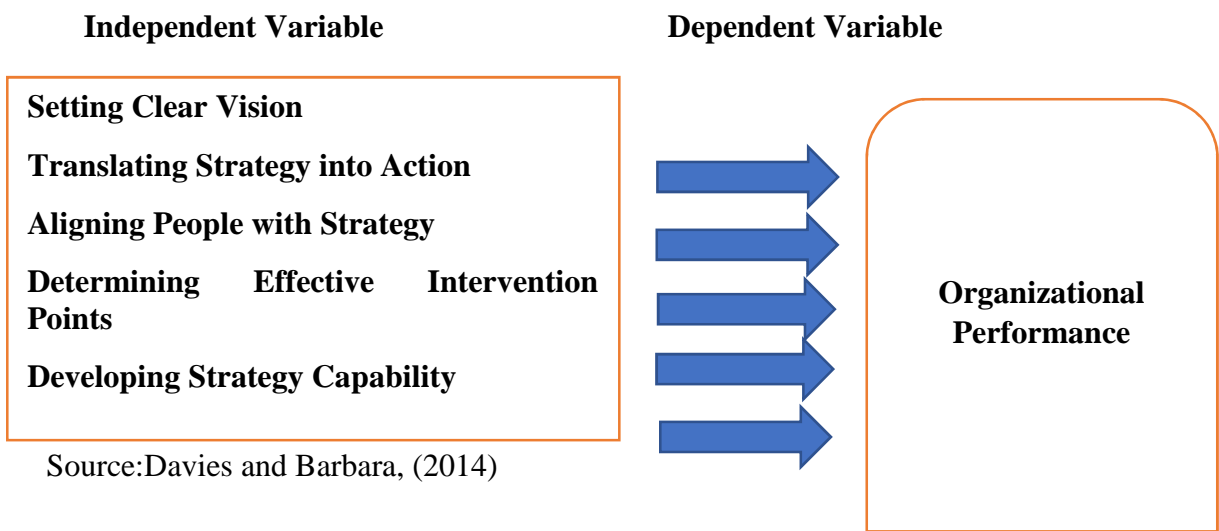 Independent Variable
Dependent Variable
Setting Clear Vision
Translating Strategy into Action
Aligning People with Strategy
Determining Effective Intervention
Points
Developing Strategy Capability
Organizational
Performance
Source:Davies and Barbara, (2014)